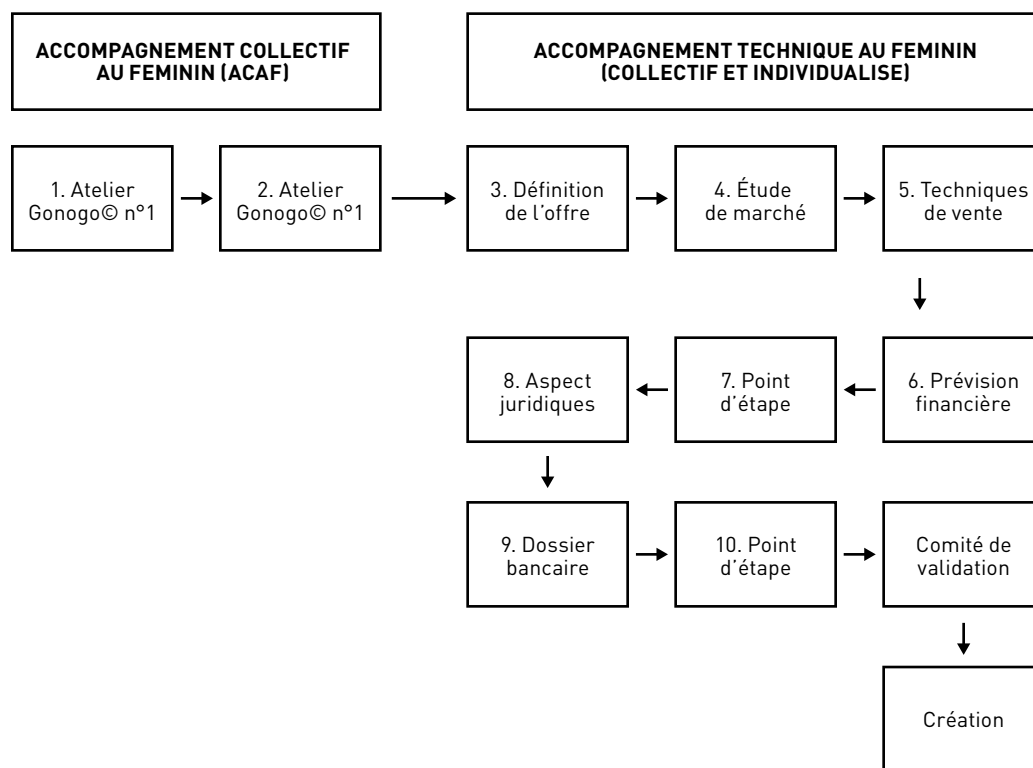 ACCOMPAGNEMENT COLLECTIF
AU FEMININ (ACAF)
ACCOMPAGNEMENT TECHNIQUE AU FEMININ
(COLLECTIF ET INDIVIDUALISE)
1. Atelier
Gonogo© n°1
2. Atelier
Gonogo© n°1
3. Définition
de l'offre
4. Étude
de marché
5. Techniques
de vente
6. Prévision
financière
7. Point
d'étape
8. Aspect
juridiques
9. Dossier
bancaire
10. Point
d'étape
Comité de
validation
Création